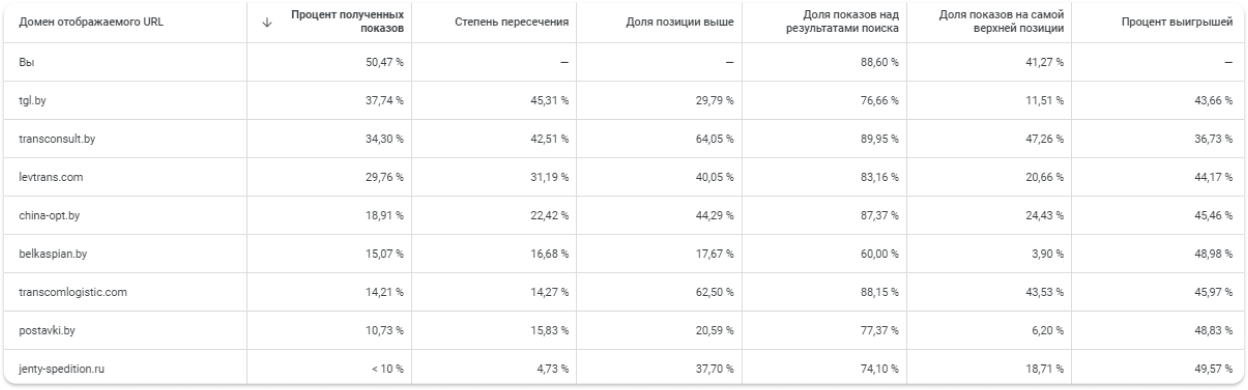 Домен отображаемого URL ↓ Процент полученных показов Степень пересечения Доля позиции выше Доля показов над результатами поиска Доля показов на самой верхней позиции Процент выигрышей
Вы 50,47 % — — 88,60 % 41,27 % —
tgl.by 37,74 % 45,31 % 29,79 % 76,66 % 11,51 % 43,66 %
transconsult.by 34,30 % 42,51 % 64,05 % 89,95 % 47,26 % 36,73 %
levtrans.com 29,76 % 31,19 % 40,05 % 83,16 % 20,66 % 44,17 %
china-opt.by 18,91 % 22,42 % 44,29 % 87,37 % 24,43 % 45,46 %
belkaspian.by 15,07 % 16,68 % 17,67 % 60,00 % 3,90 % 48,98 %
transcomlogistic.com 14,21 % 14,27 % 62,50 % 88,15 % 43,53 % 45,97 %
postavki.by 10,73 % 15,83 % 20,59 % 77,37 % 6,20 % 48,83 %
jenty-spedition.ru < 10 % 4,73 % 37,70 % 74,10 % 18,71 % 49,57 %